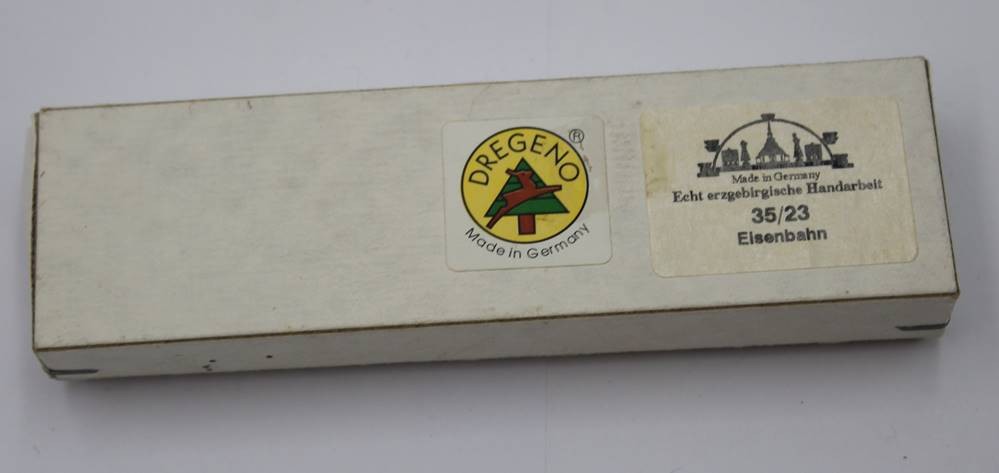 DREGENO
®
Made in Germany
Made in Germany
Echt erzgebirgische Handarbeit
35/23
Eisenbahn